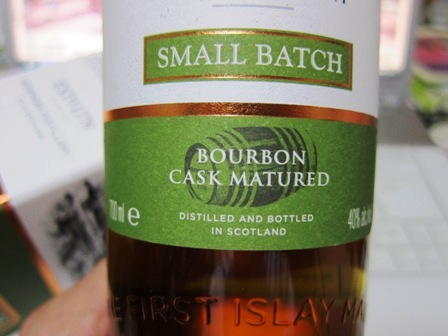 SMALL BATCH
BOURBON
CASK MATURED
DISTILLED AND BOTTLED
IN SCOTLAND
700 ml e
40%
FIRST ISLAY